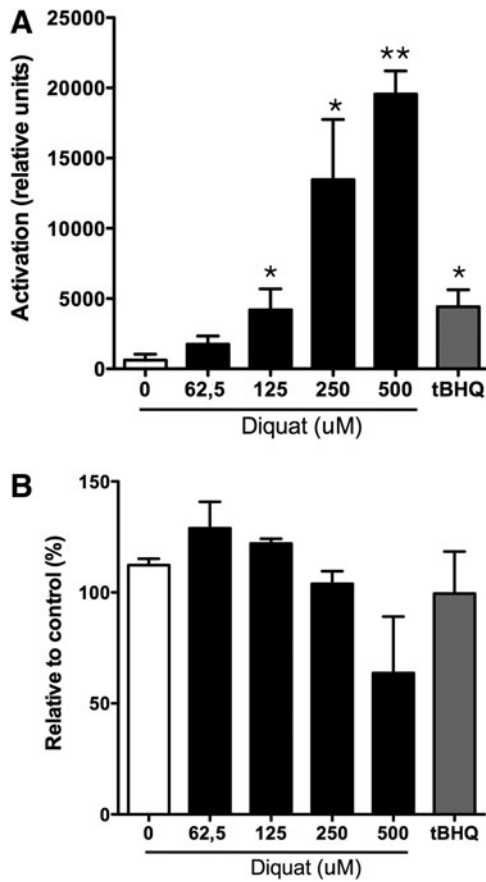 A
Activation (relative units)
25000
20000
15000
10000
5000
0
*
*
**
*
0 62,5 125 250 500 tBHQ
Diquat (uM)
B
Relative to control (%)
150
100
50
0
0 62,5 125 250 500 tBHQ
Diquat (uM)